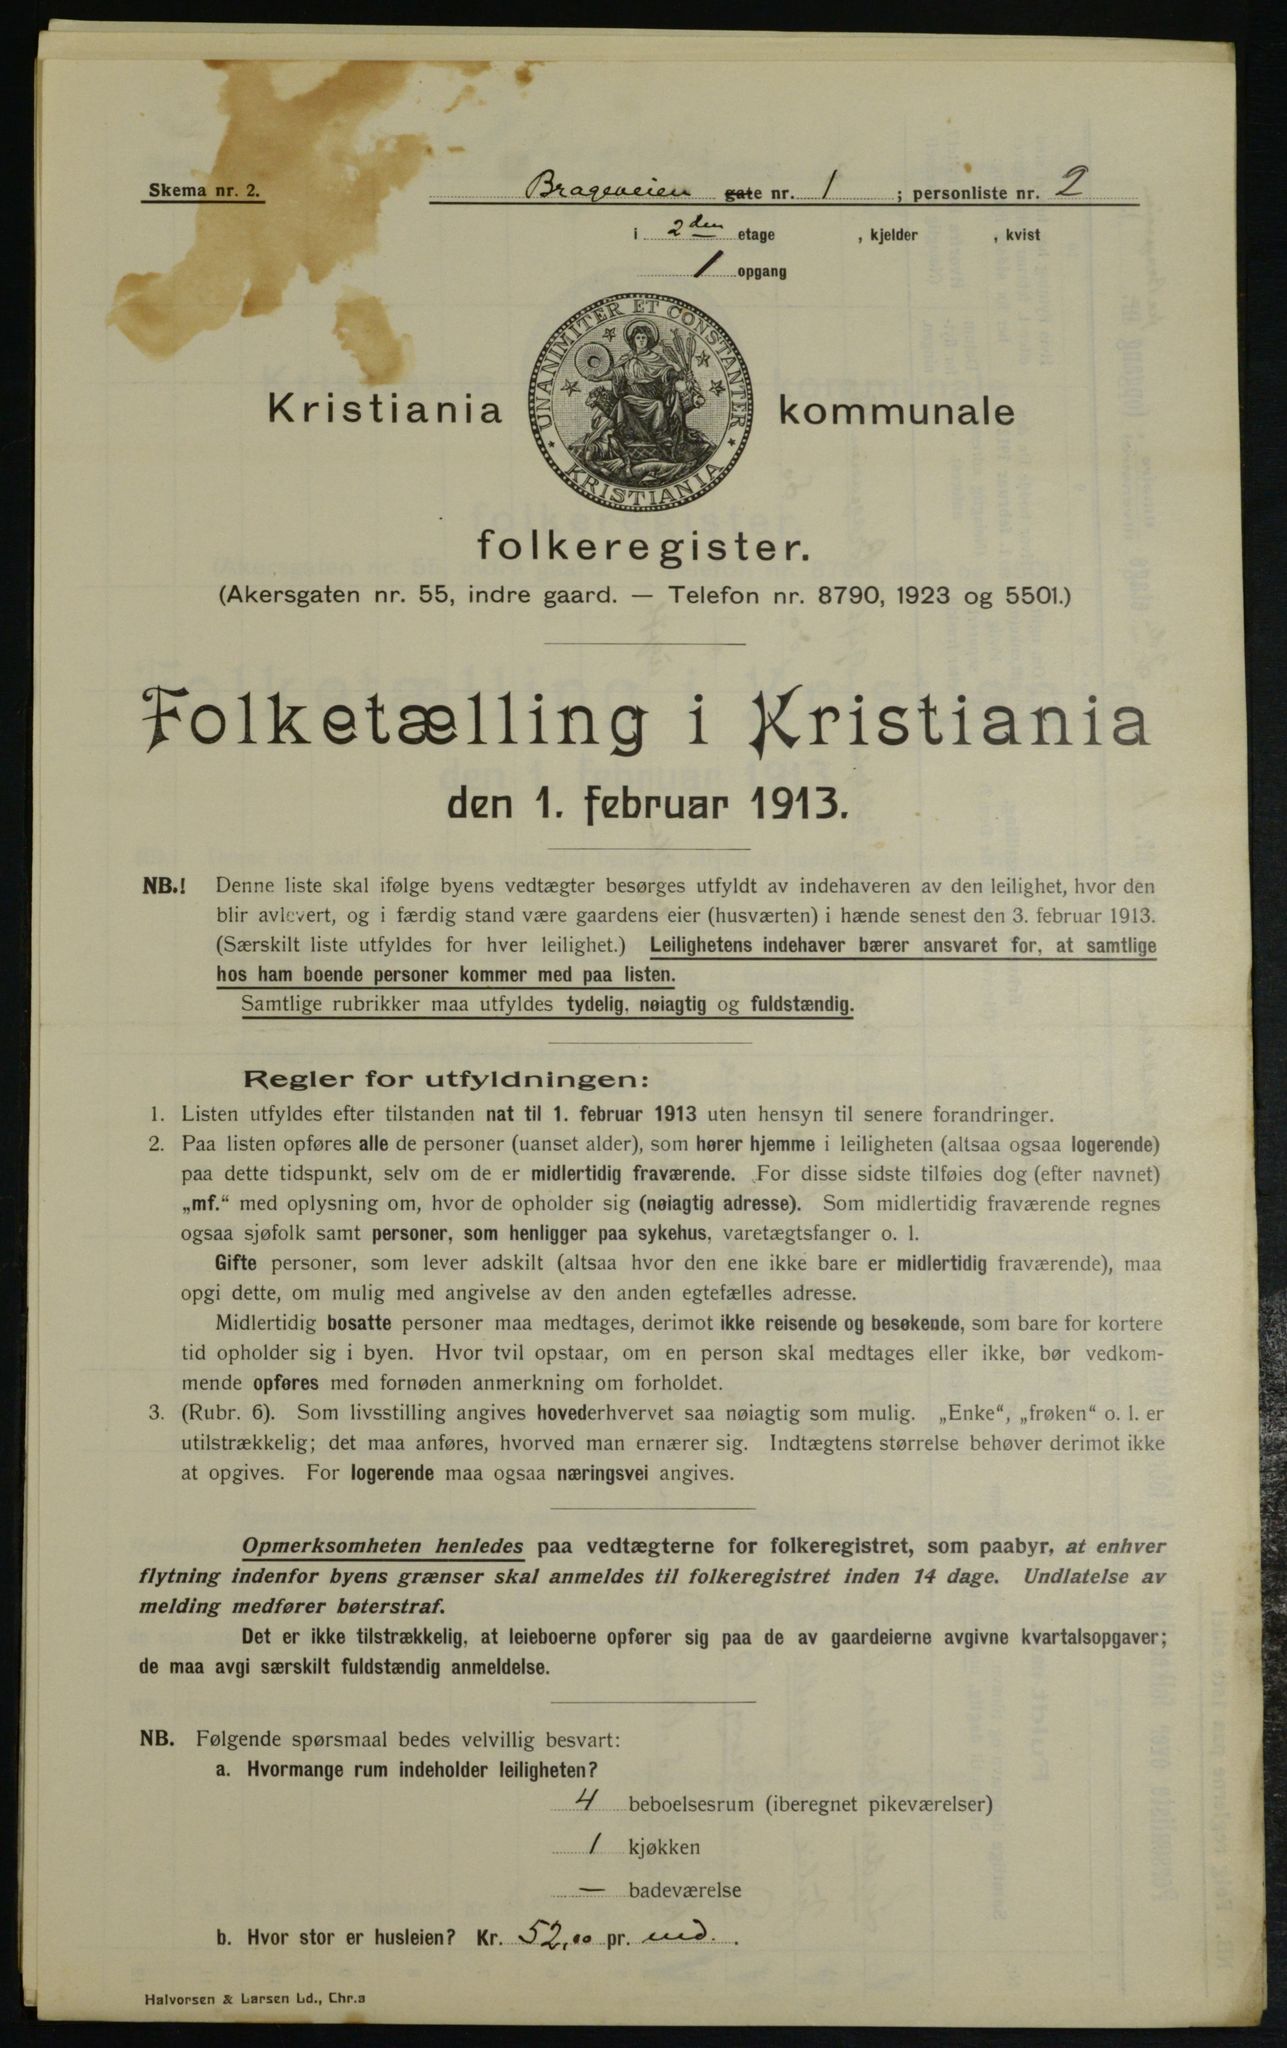 Skema nr. 2.
Brageveien gate nr. 1 ; personliste nr. 2
i 2den etage , kjelder , kvist
1 opgang
UNANIMITER ET CONSTANTER
KRISTIANIA
Kristiania kommunale
folkeregister.
(Akersgaten nr. 55, indre gaard. — Telefon nr. 8790, 1923 og 5501.)
Folketælling i Kristiania
den 1. februar 1913.
NB.! Denne liste skal ifølge byens vedtægter besørges utfyldt av indehaveren av den leilighet, hvor den
blir avlevert, og i færdig stand være gaardens eier (husværten) i hænde senest den 3. februar 1913.
(Særskilt liste utfyldes for hver leilighet.) Leilighetens indehaver bærer ansvaret for, at samtlige
hos ham boende personer kommer med paa listen.
Samtlige rubrikker maa utfyldes tydelig, nøiagtig og fuldstændig.
Regler for utfyldningen:
1. Listen utfyldes efter tilstanden nat til 1. februar 1913 uten hensyn til senere forandringer.
2. Paa listen opføres alle de personer (uanset alder), som hører hjemme i leiligheten (altsaa ogsaa logerende)
paa dette tidspunkt, selv om de er midlertidig fraværende. For disse sidste tilføies dog (efter navnet)
„mf.“ med oplysning om, hvor de opholder sig (nøiagtig adresse). Som midlertidig fraværende regnes
ogsaa sjøfolk samt personer, som henligger paa sykehus, varetægtsfanger o. l.
Gifte personer, som lever adskilt (altsaa hvor den ene ikke bare er midlertidig fraværende), maa
opgi dette, om mulig med angivelse av den anden egtefælles adresse.
Midlertidig bosatte personer maa medtages, derimot ikke reisende og besøkende, som bare for kortere
tid opholder sig i byen. Hvor tvil opstaar, om en person skal medtages eller ikke, bør vedkom-
mende opføres med fornøden anmerkning om forholdet.
3. (Rubr. 6). Som livsstilling angives hovederhvervet saa nøiagtig som mulig. „Enke“, „frøken“ o. l. er
utilstrækkelig; det maa anføres, hvorved man ernærer sig. Indtægtens størrelse behøver derimot ikke
at opgives. For logerende maa ogsaa næringsvei angives.
Opmerksomheten henledes paa vedtægterne for folkeregistret, som paabyr, at enhver
flytning indenfor byens grænser skal anmeldes til folkeregistret inden 14 dage. Undlatelse av
melding medfører bøterstraf.
Det er ikke tilstrækkelig, at leieboerne opfører sig paa de av gaardeierne avgivne kvartalsopgaver;
de maa avgi særskilt fuldstændig anmeldelse.
NB. Følgende spørsmaal bedes velvillig besvart:
a. Hvormange rum indeholder leiligheten?
4 beboelsesrum (iberegnet pikeværelser)
1 kjøkken
— badeværelse
b. Hvor stor er husleien? Kr. 52,00 pr. md.
Halvorsen & Larsen Ld., Chr.a